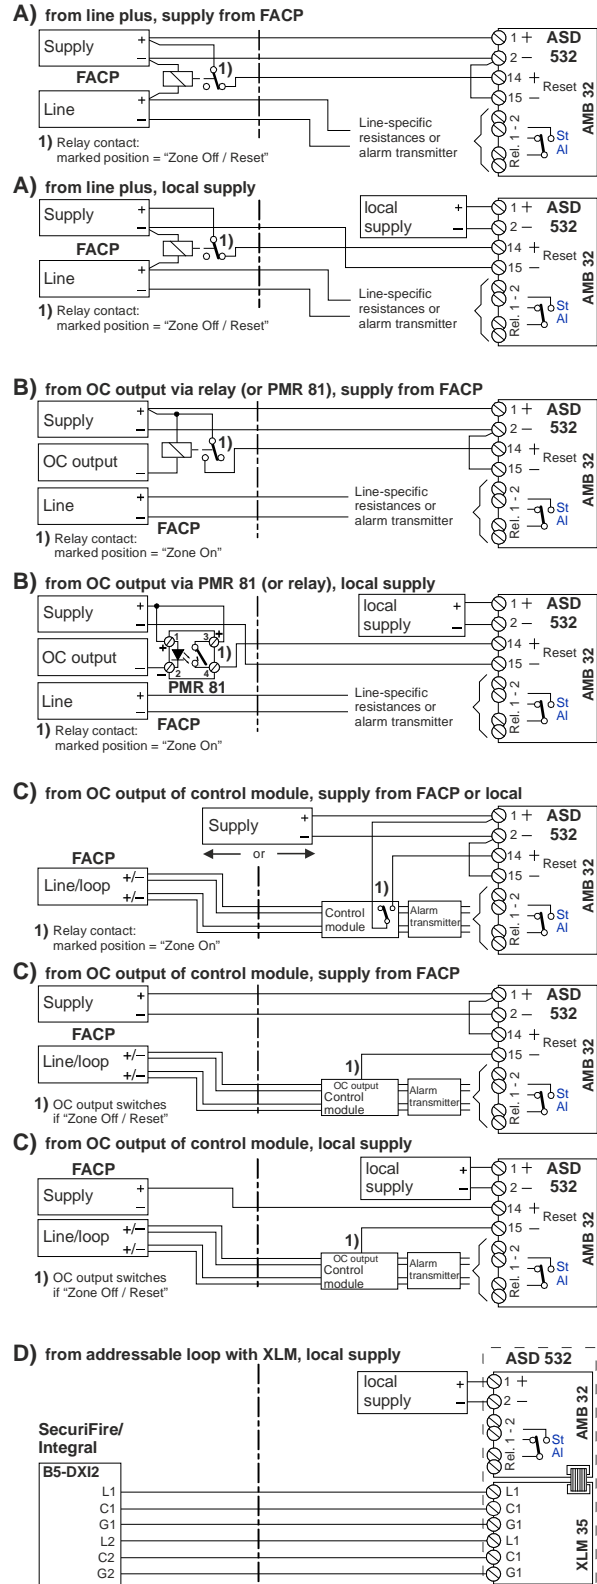 A) from line plus, supply from FACP
Supply + −
FACP
1)
Line + −
1) Relay contact:
marked position = “Zone Off / Reset”
Line-specific
resistances or
alarm transmitter
1 + ASD
2 − 532
14 + Reset
15 −
Rel. 1 - 2
St
Al
AMB 32
A) from line plus, local supply
Supply + −
FACP
1)
Line + −
1) Relay contact:
marked position = “Zone Off / Reset”
local + 
supply −
Line-specific
resistances or
alarm transmitter
1 + ASD
2 − 532
14 + Reset
15 −
Rel. 1 - 2
St
Al
AMB 32
B) from OC output via relay (or PMR 81), supply from FACP
Supply + −
1)
OC output −
Line + −
FACP
1) Relay contact:
marked position = “Zone On”
Line-specific
resistances or
alarm transmitter
1 + ASD
2 − 532
14 + Reset
15 −
Rel. 1 - 2
St
Al
AMB 32
B) from OC output via PMR 81 (or relay), local supply
Supply + −
OC output −
+ 1 3 +
1)
− 2 4
PMR 81
Line + −
FACP
1) Relay contact:
marked position = “Zone On”
local +
supply −
Line-specific
resistances or
alarm transmitter
1 + ASD
2 − 532
14 + Reset
15 −
Rel. 1 - 2
St
Al
AMB 32
C) from OC output of control module, supply from FACP or local
Supply + −
or
FACP
Line/loop +/− +/−
1) Relay contact:
marked position = “Zone On”
1)
Control
module
Alarm
transmitter
1 + ASD
2 − 532
14 + Reset
15 −
Rel. 1 - 2
St
Al
AMB 32
C) from OC output of control module, supply from FACP
Supply + −
FACP
Line/loop +/− +/−
1) OC output switches
if “Zone Off / Reset”
1)
OC output
Control
module
Alarm
transmitter
1 + ASD
2 − 532
14 + Reset
15 −
Rel. 1 - 2
St
Al
AMB 32
C) from OC output of control module, local supply
FACP
Supply + −
Line/loop +/− +/−
1) OC output switches
if “Zone Off / Reset”
local +
supply −
1)
OC output
Control
module
Alarm
transmitter
1 + ASD
2 − 532
14 + Reset
15 −
Rel. 1 - 2
St
Al
AMB 32
D) from addressable loop with XLM, local supply
ASD 532
local +
supply −
1 +
2 −
Rel. 1 - 2
St
Al
AMB 32
SecuriFire/
Integral
B5-DXI2
L1 L1
C1 C1
G1 G1
L2 L1
C2 C1
G2 G1
XLM 35